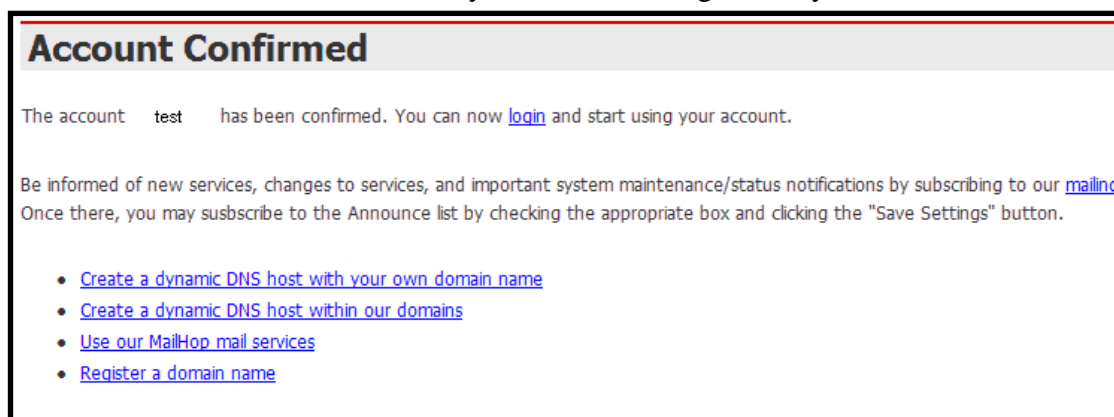 Account Confirmed
The account test has been confirmed. You can now login and start using your account.
Be informed of new services, changes to services, and important system maintenance/status notifications by subscribing to our
Once there, you may susbscribe to the Announce list by checking the appropriate box and clicking the "Save Settings" button.
• Create a dynamic DNS host with your own domain name
• Create a dynamic DNS host within our domains
• Use our MailHop mail services
• Register a domain name